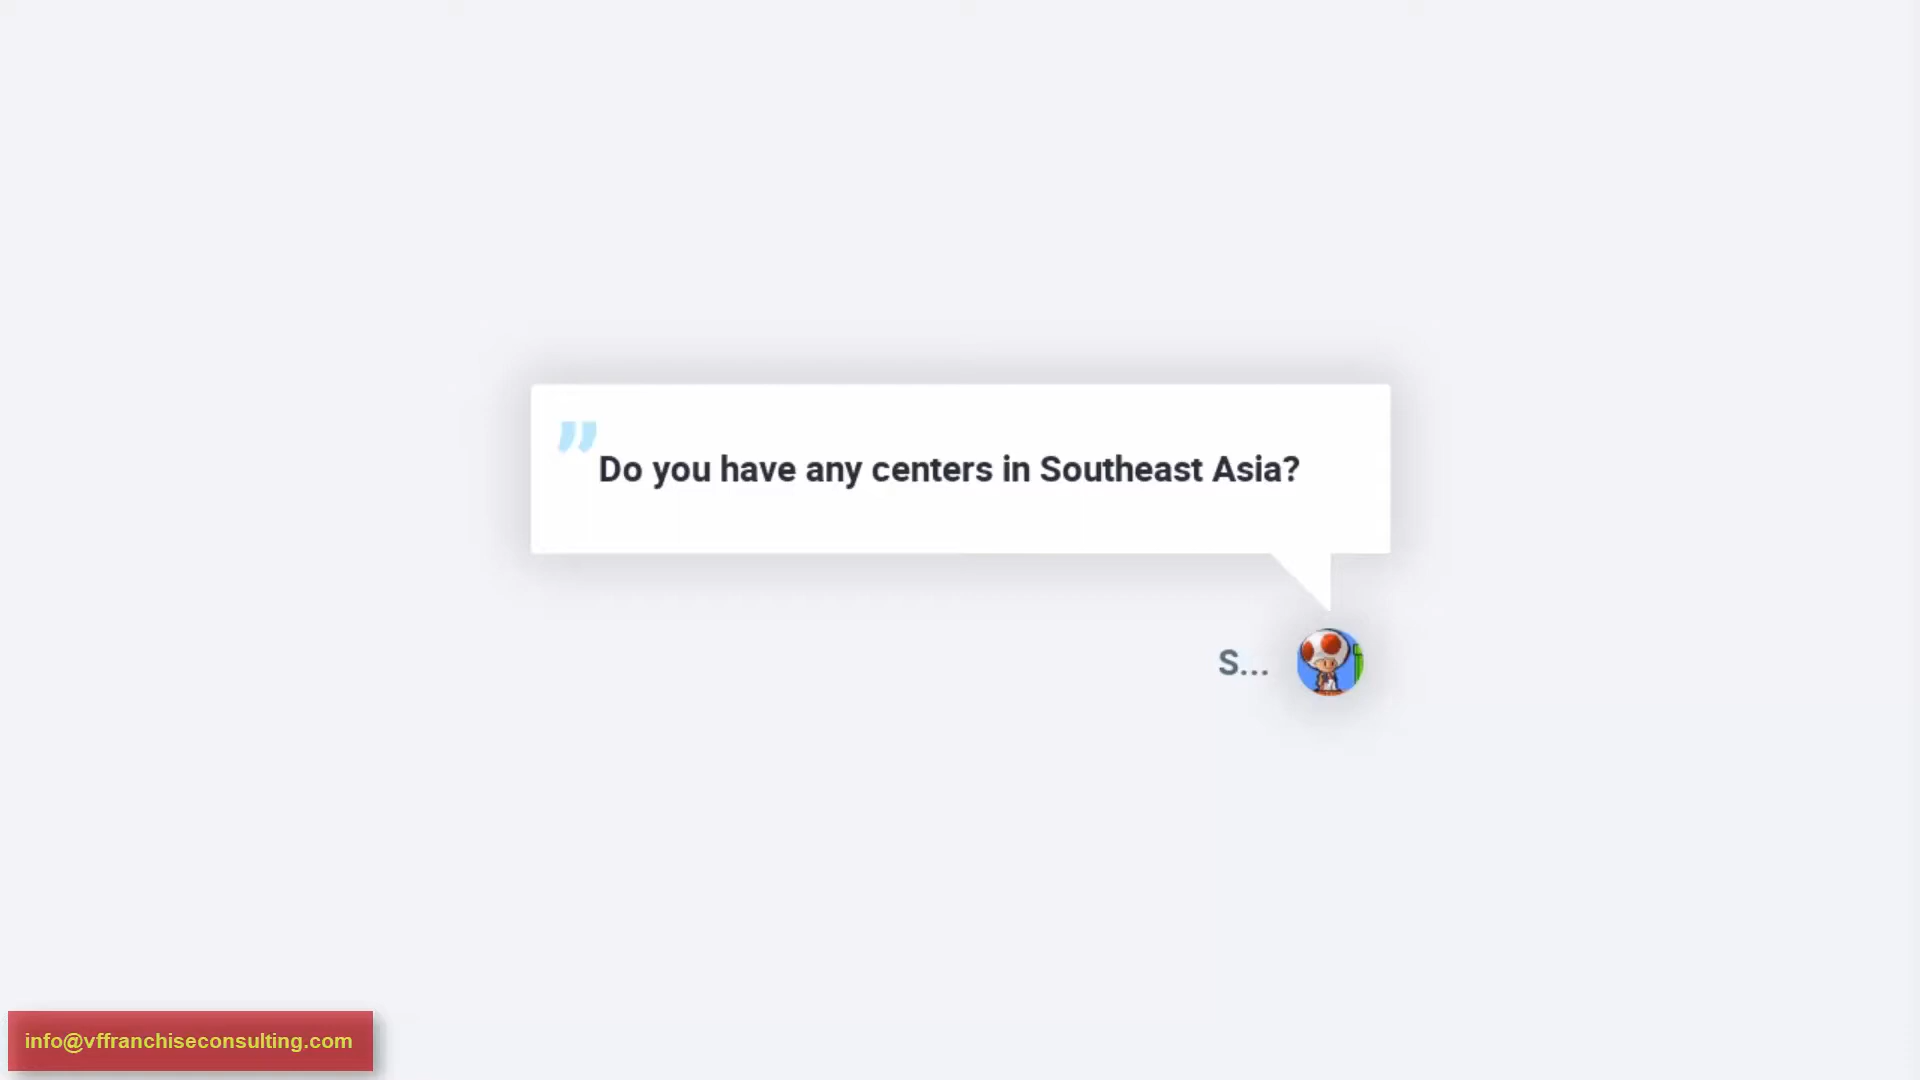 ”
Do you have any centers in Southeast Asia?
S...
info@vffranchiseconsulting.com